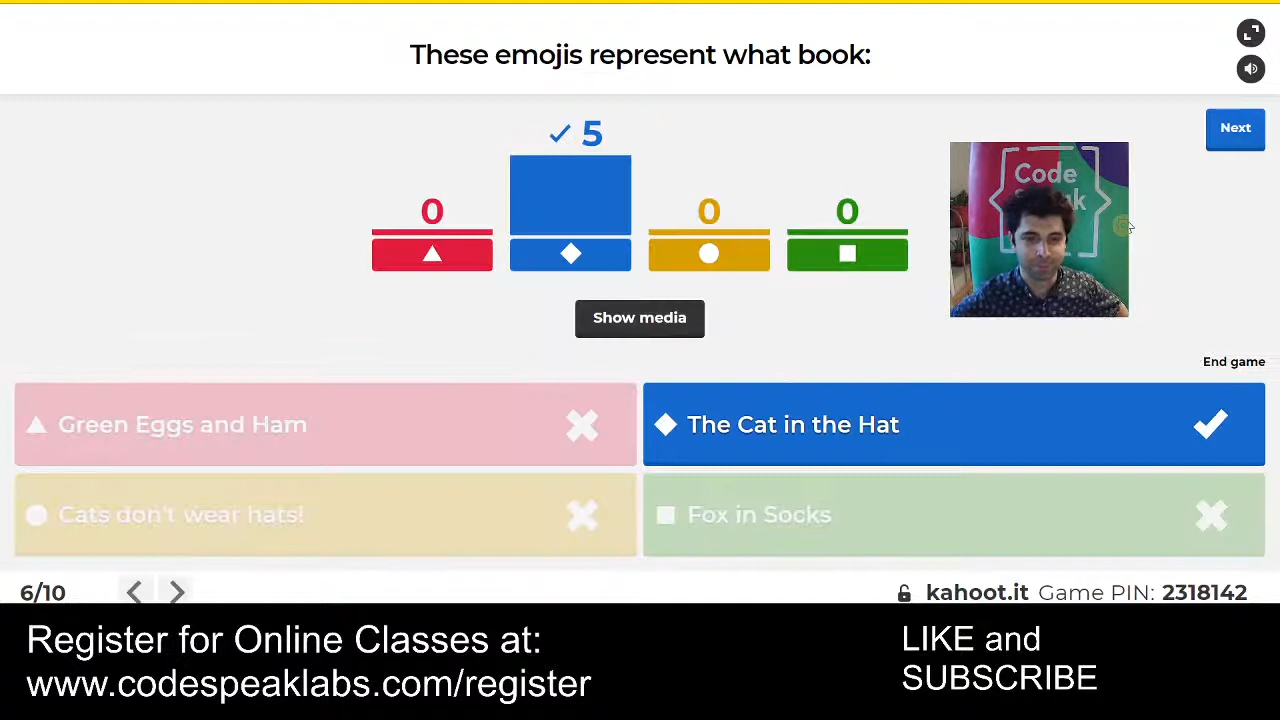 These emojis represent what book:
5
Next
0
0
0
Code
Speak
Show media
End game
Green Eggs and Ham
The Cat in the Hat
Cats don't wear hats!
Fox in Socks
6/10
kahoot.it Game PIN: 2318142
Register for Online Classes at:
www.codespeaklabs.com/register
LIKE and
SUBSCRIBE